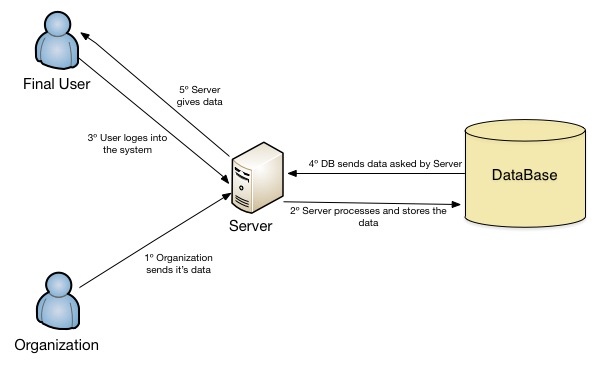 Final User
5º Server
gives data
3º User loges into
the system
4º DB sends data asked by Server
DataBase
2º Server processes and stores the
data
Server
1º Organization
sends it's data
Organization